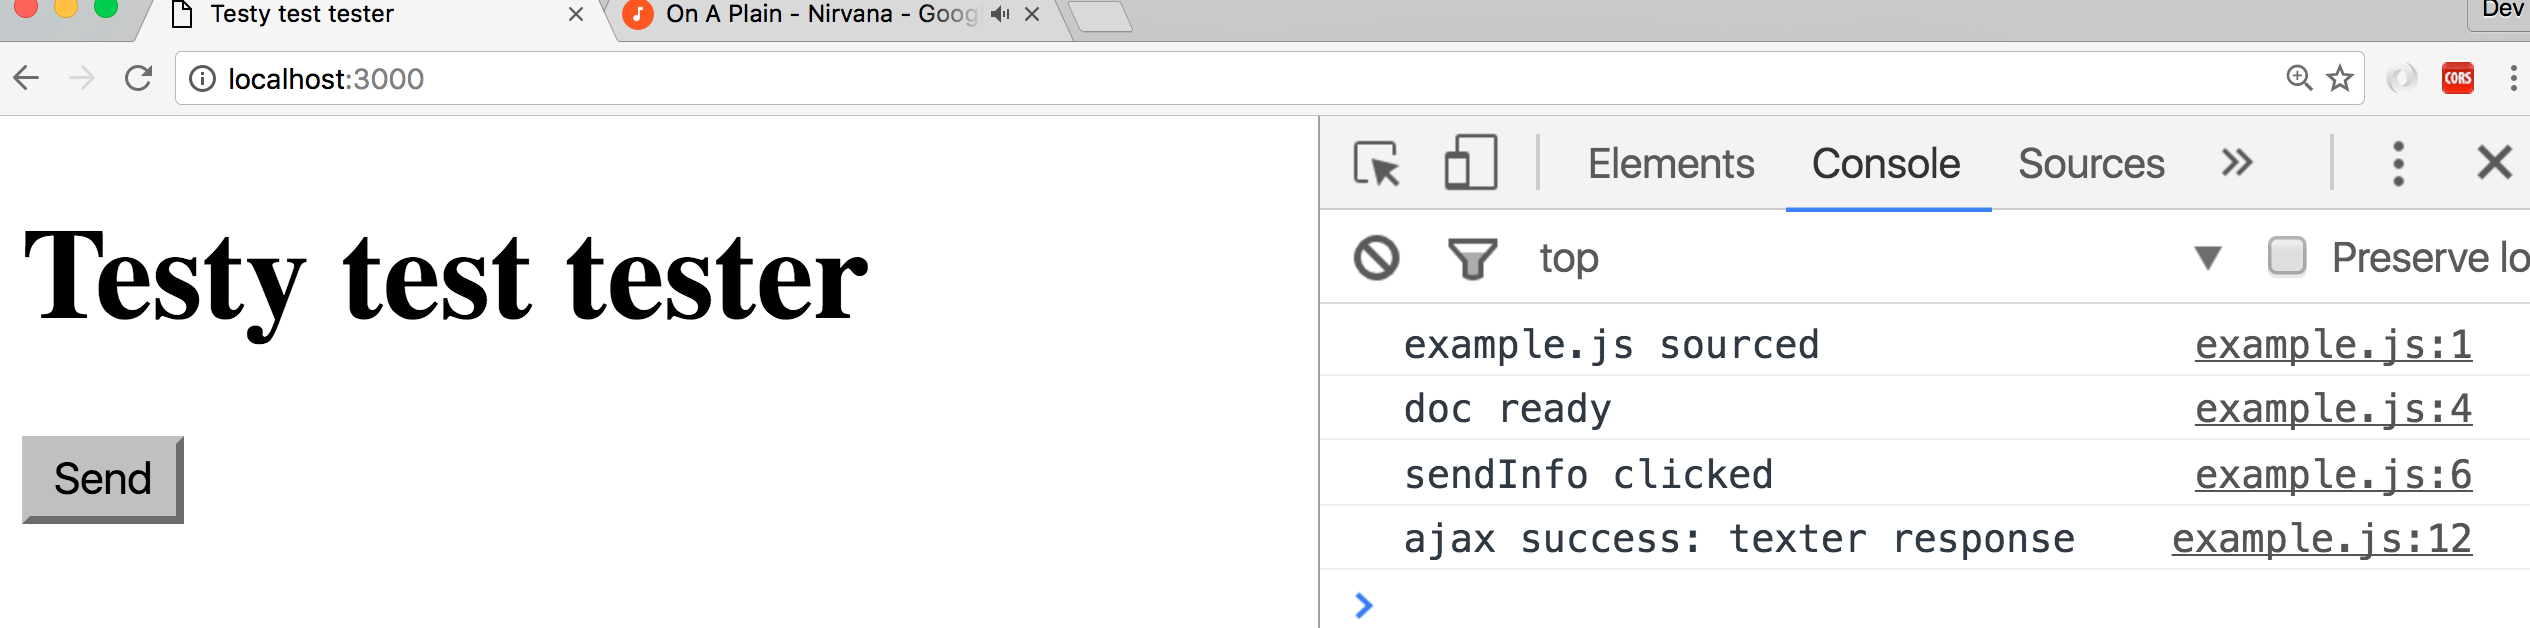 Testy test tester
On A Plain - Nirvana - Goog
Dev
localhost:3000
CORS
Elements Console Sources
top Preserve lo
Testy test tester
Send
example.js sourced example.js:1
doc ready example.js:4
sendInfo clicked example.js:6
ajax success: texter response example.js:12